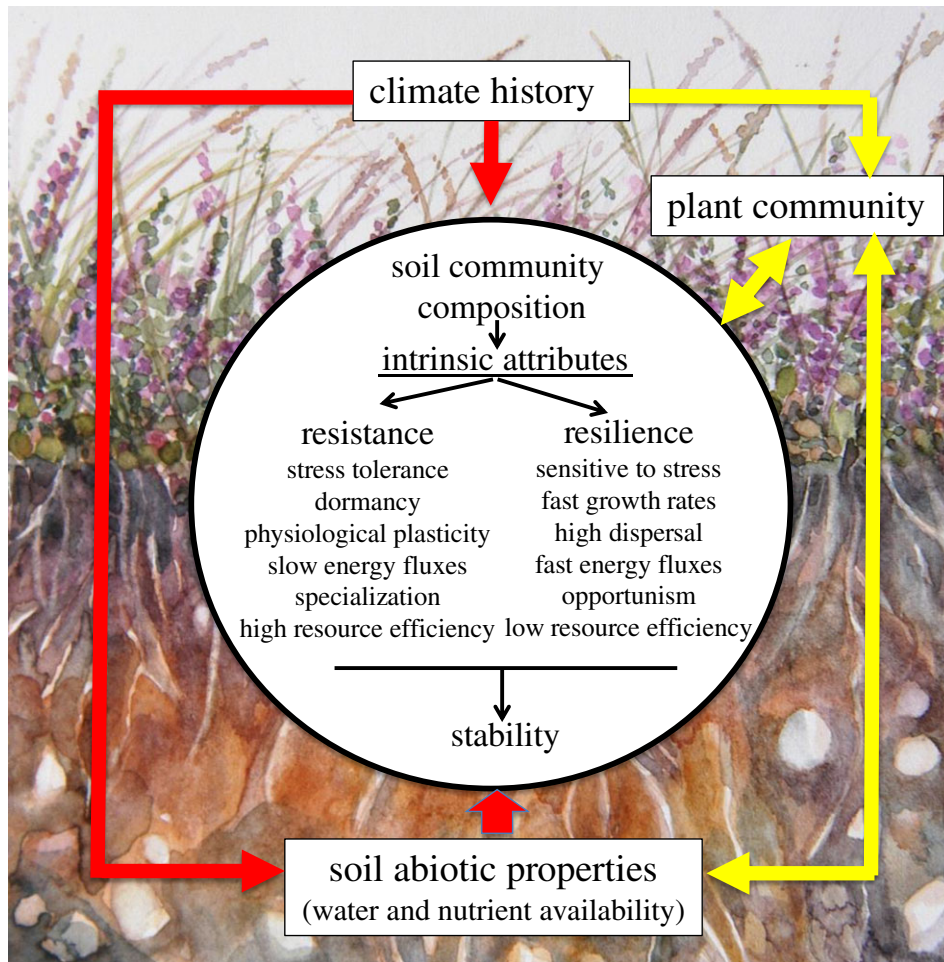 climate history
plant community
soil community
composition
intrinsic attributes
resistance
stress tolerance
dormancy
physiological plasticity
slow energy fluxes
specialization
high resource efficiency
resilience
sensitive to stress
fast growth rates
high dispersal
fast energy fluxes
opportunism
low resource efficiency
stability
soil abiotic properties
(water and nutrient availability)